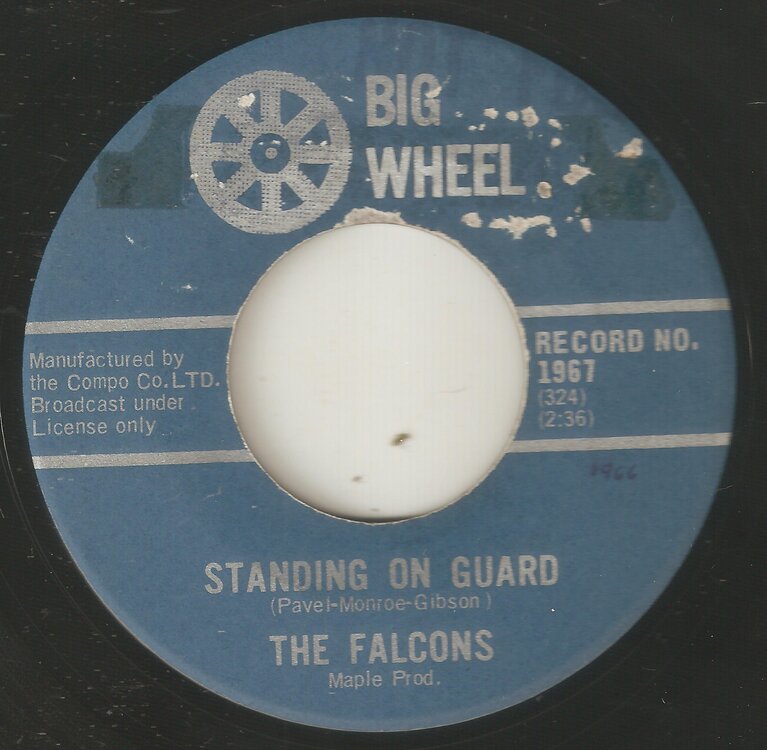 BIG
WHEEL
Manufactured by
the Compo Co.LTD.
Broadcast under
License only
RECORD NO.
1967
(324)
(2:36)
1966
STANDING ON GUARD
(Pavel-Monroe-Gibson)
THE FALCONS
Maple Prod.